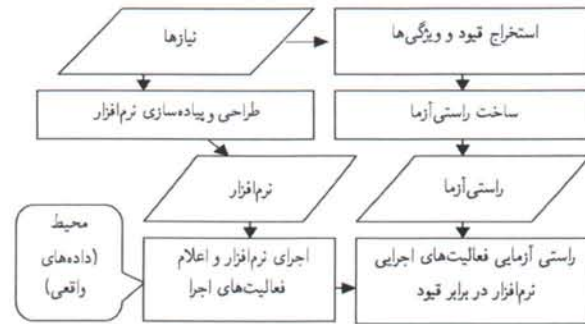 نیازها
استخراج قیود و ویژگی‌ها
طراحی و پیاده‌سازی نرم‌افزار
ساخت راستی‌آزما
نرم‌افزار
راستی‌آزما
محیط
(داده‌های
واقعی)
اجرای نرم‌افزار و اعلام
فعالیت‌های اجرا
راستی آزمایی فعالیت‌های اجرایی
نرم‌افزار در برابر قیود